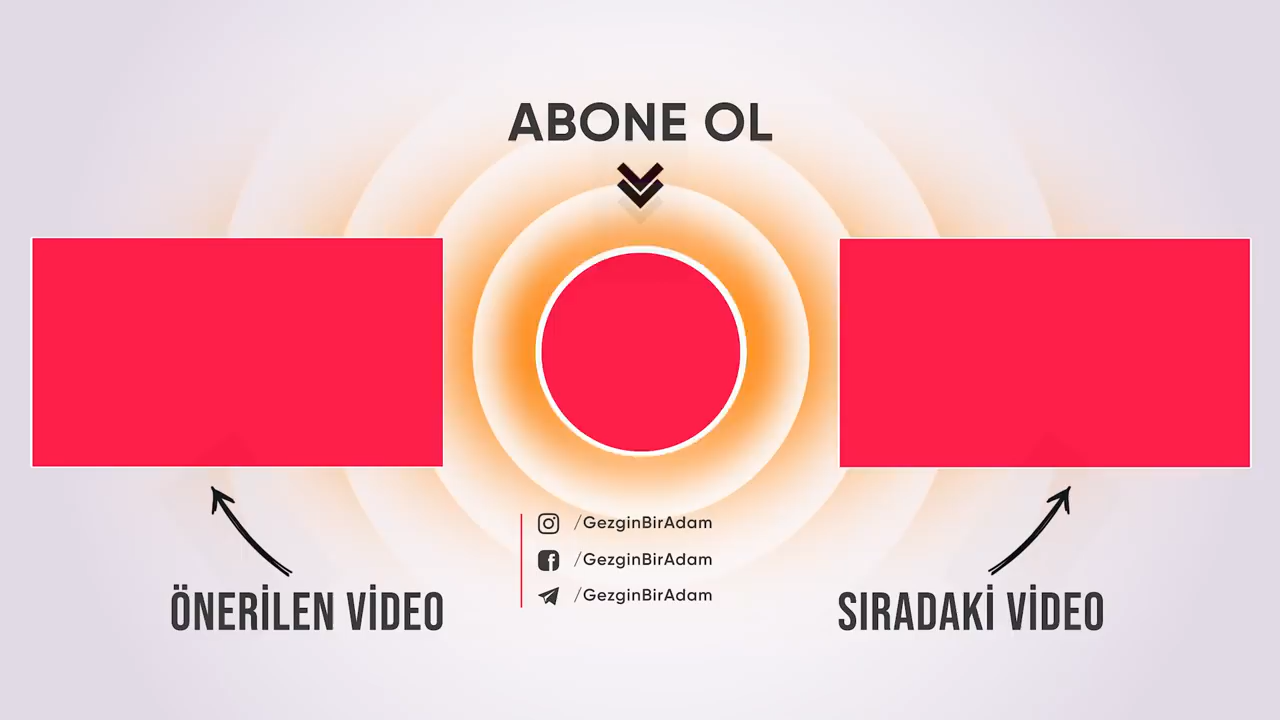 ABONE OL
/GezginBirAdam
/GezginBirAdam
/GezginBirAdam
ÖNERİLEN VİDEO
SIRADAKİ VİDEO